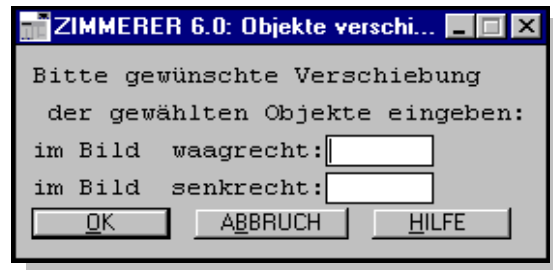 ZIMMERER 6.0: Objekte verschi...
Bitte gewünschte Verschiebung
der gewählten Objekte eingeben:
im Bild waagrecht:
im Bild senkrecht:
OK ABBRUCH HILFE